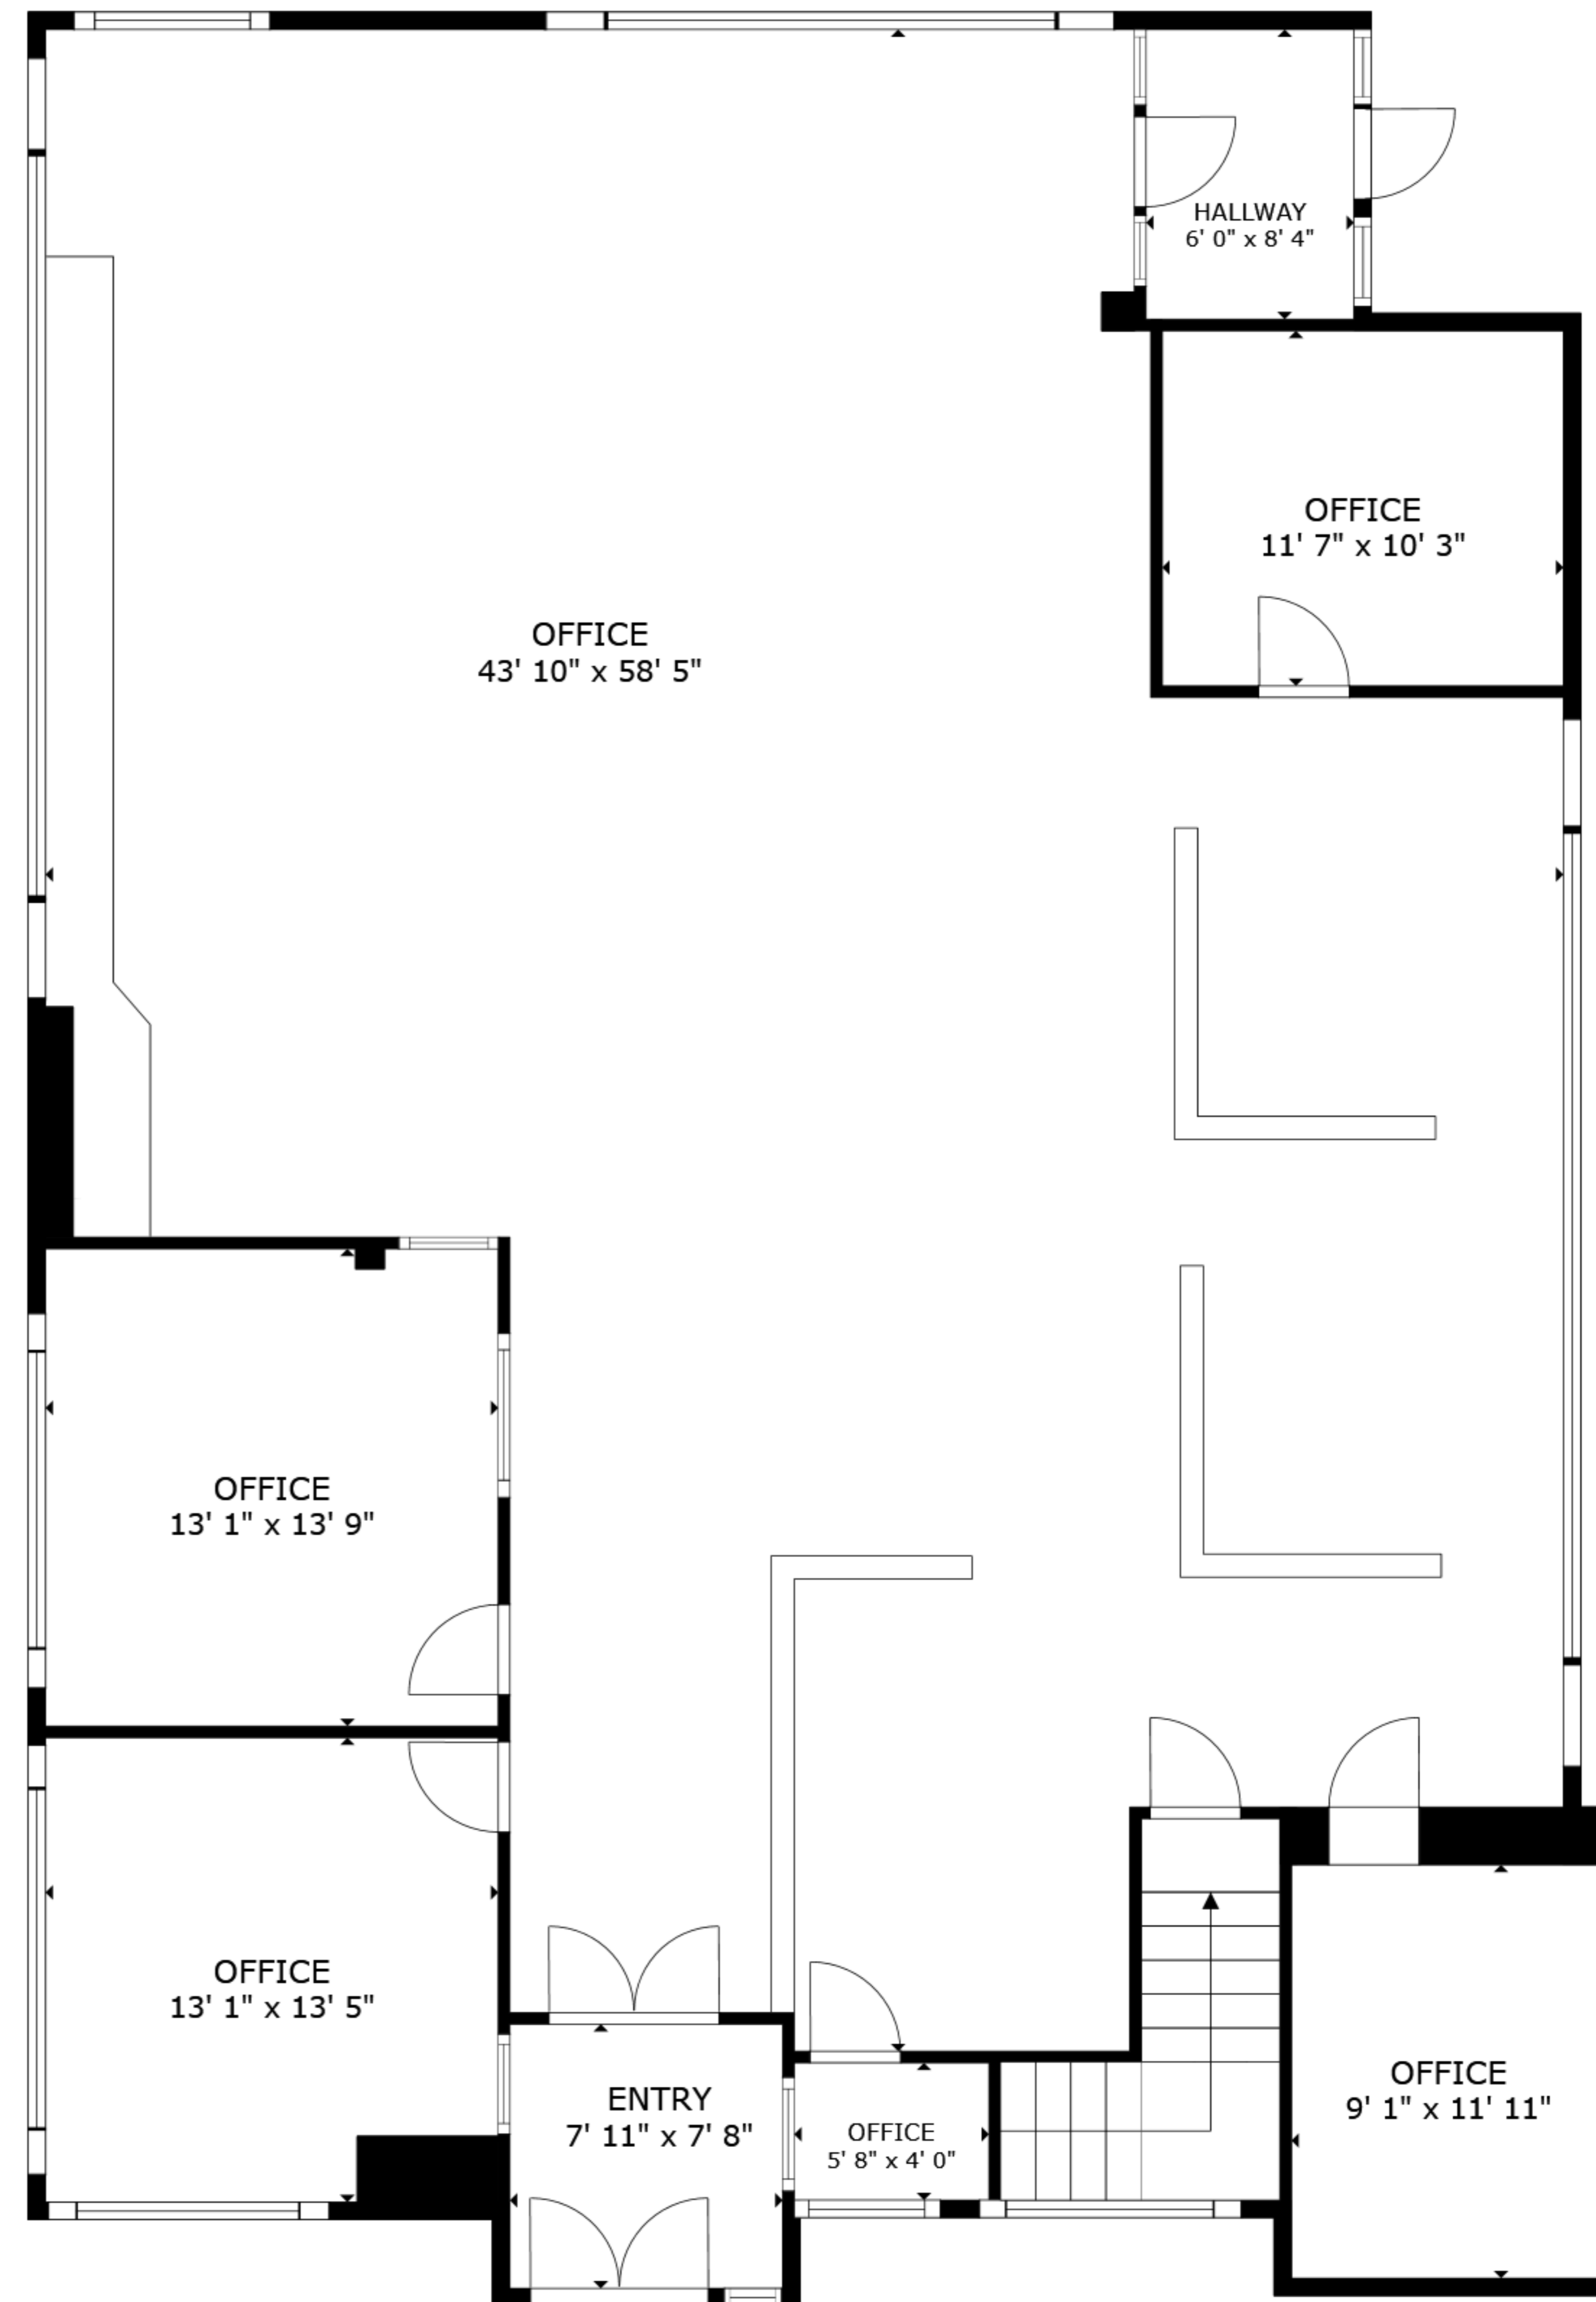 HALLWAY
6' 0" x 8' 4"
OFFICE
11' 7" x 10' 3"
OFFICE
43' 10" x 58' 5"
OFFICE
13' 1" x 13' 9"
OFFICE
13' 1" x 13' 5"
ENTRY
7' 11" x 7' 8"
OFFICE
5' 8" x 4' 0"
OFFICE
9' 1" x 11' 11"